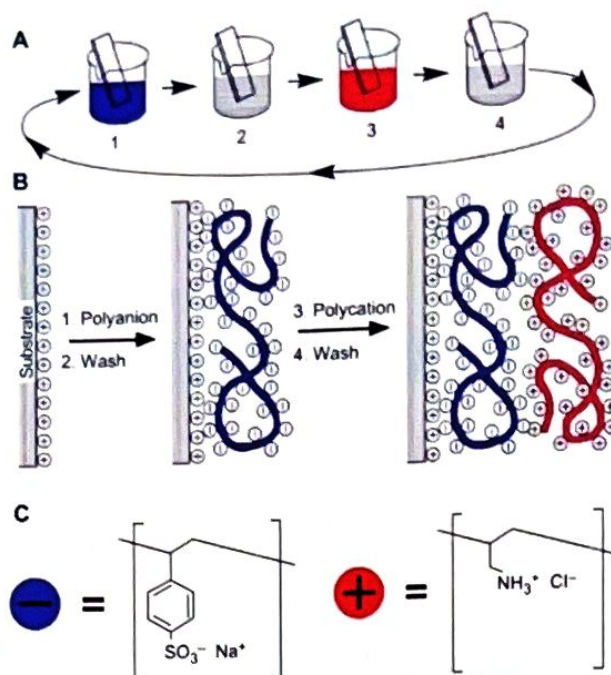 A
1 2 3 4
B
Substrate
1. Polyanion
2. Wash
3. Polycation
4. Wash
C
− = SO₃⁻ Na⁺
+ = NH₃⁺ Cl⁻